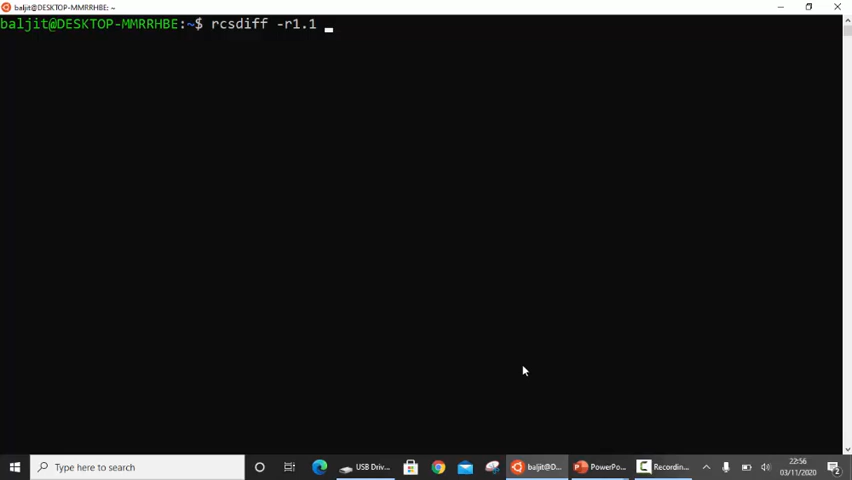 baljit@DESKTOP-MMRRHBE: ~
baljit@DESKTOP-MMRRHBE:~$ rcsdiff -r1.1 _
Type here to search
USB Driv...
baljit@D...
PowerPo...
Recordin...
22:56
03/11/2020
2